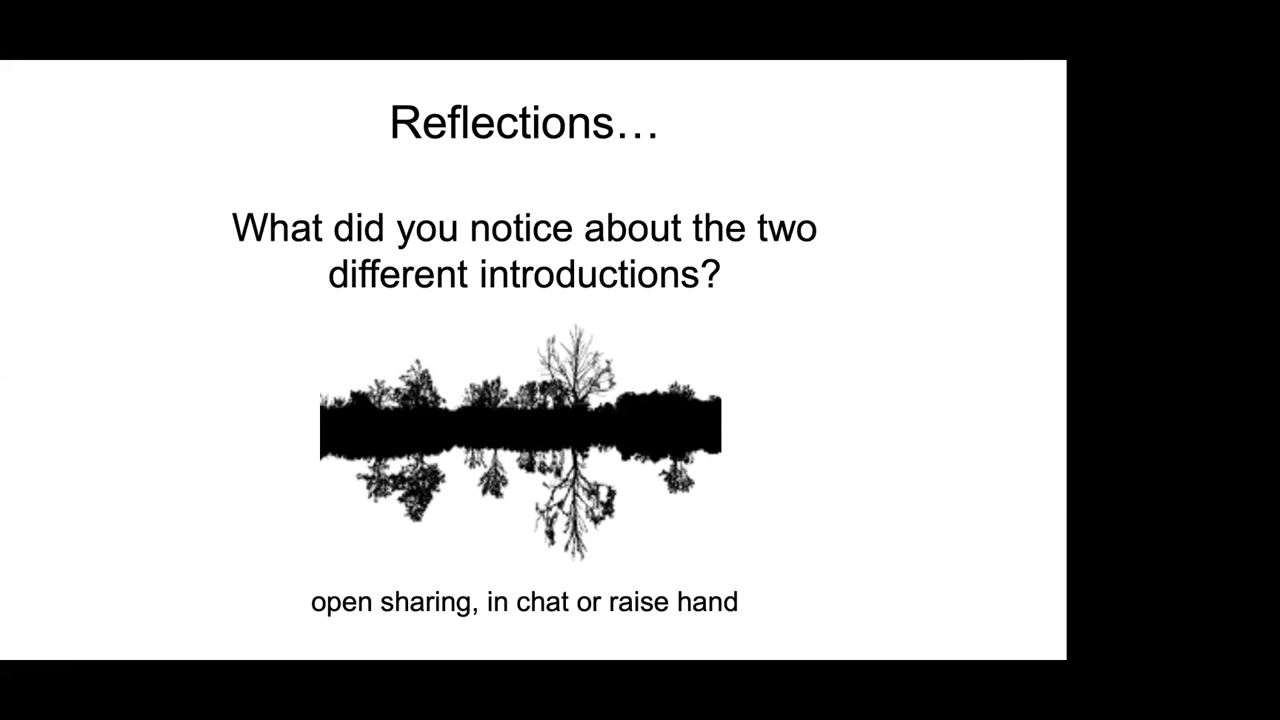 Reflections…
What did you notice about the two
different introductions?
open sharing, in chat or raise hand